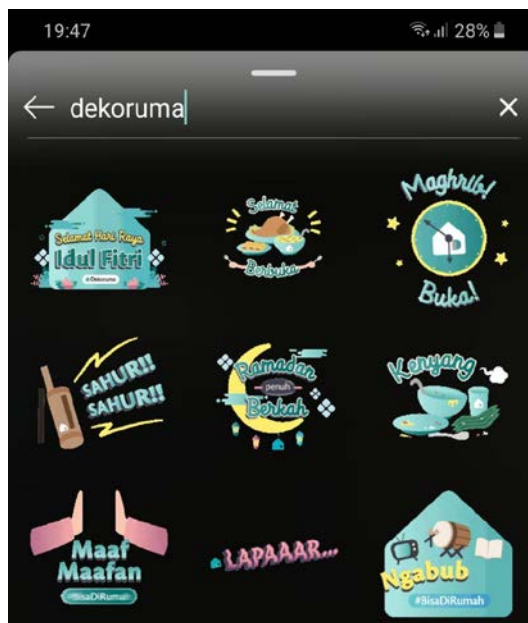 19:47
28%
dekoruma
Selamat Hari Raya
Idul Fitri
@Dekoruma
Selamat
Berbuka
Maghrib!
Buka!
SAHUR!!
SAHUR!!
Ramadan
penuh
Berkah
Kenyang
Maaf
Maafan
#BisaDiRumah
LAPAAAR...
Ngabub
#BisaDiRumah